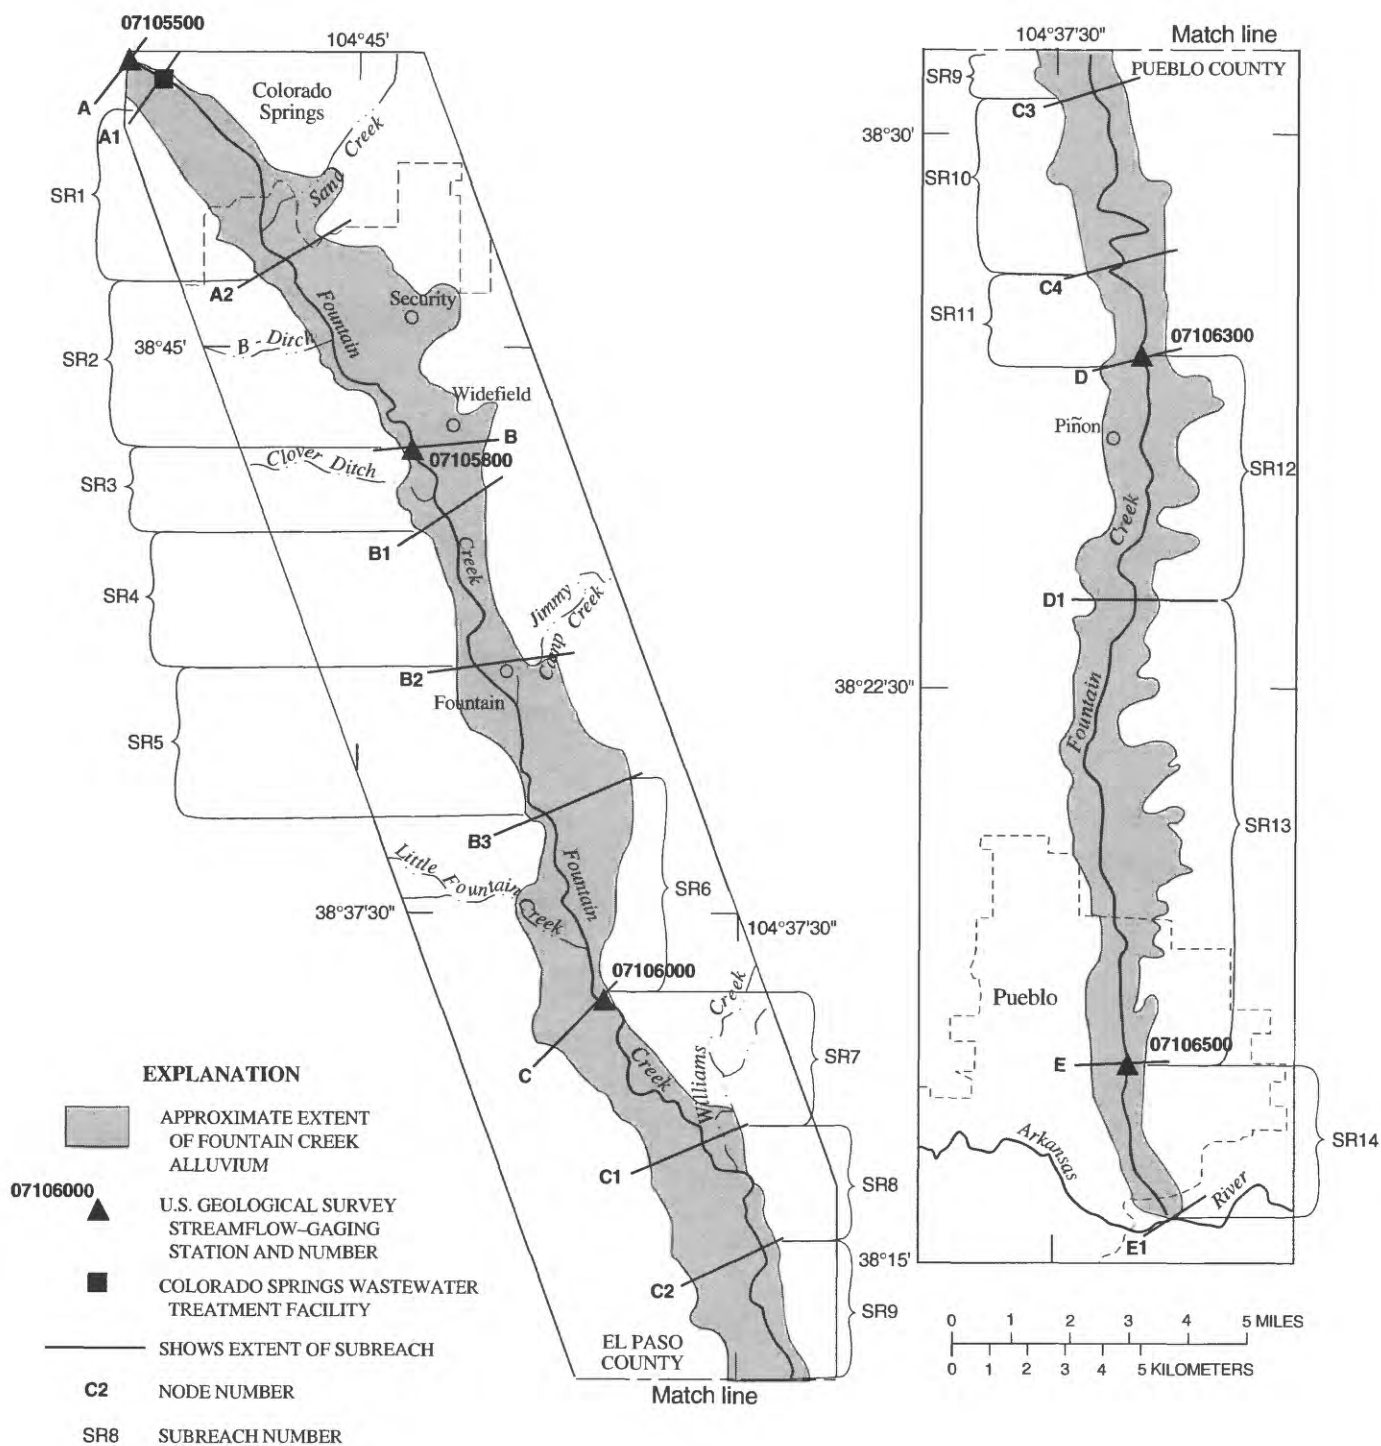 07105500
104°45'
Colorado
Springs
A
A1
Sand Creek
SR1
A2
Fountain
Security
38°45'
B - Ditch
SR2
Widefield
B
07105800
Clover Ditch
SR3
B1
Creek
SR4
Jimmy
Camp Creek
B2
Fountain
SR5
B3
Little Fountain
Creek
Fountain
SR6
38°37'30"
104°37'30"
07106000
C
Creek
Williams Creek
SR7
C1
SR8
C2
SR9
EL PASO
COUNTY
Match line
104°37'30"
Match line
SR9
PUEBLO COUNTY
C3
38°30'
SR10
C4
SR11
07106300
D
Piñon
SR12
Creek
D1
Fountain
38°22'30"
SR13
Pueblo
07106500
E
SR14
Arkansas River
E1
38°15'
0 1 2 3 4 5 MILES
0 1 2 3 4 5 KILOMETERS
EXPLANATION
APPROXIMATE EXTENT
OF FOUNTAIN CREEK
ALLUVIUM
07106000
U.S. GEOLOGICAL SURVEY
STREAMFLOW–GAGING
STATION AND NUMBER
COLORADO SPRINGS WASTEWATER
TREATMENT FACILITY
SHOWS EXTENT OF SUBREACH
C2 NODE NUMBER
SR8 SUBREACH NUMBER